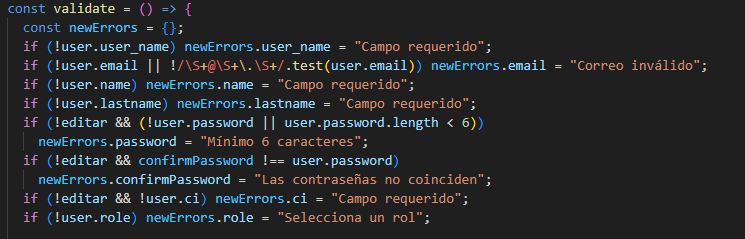 const validate = () => {
const newErrors = {};
if (!user.user_name) newErrors.user_name = "Campo requerido";
if (!user.email || !/\S+@\S+\.\S+/.test(user.email)) newErrors.email = "Correo inválido";
if (!user.name) newErrors.name = "Campo requerido";
if (!user.lastname) newErrors.lastname = "Campo requerido";
if (!editar && (!user.password || user.password.length < 6))
newErrors.password = "Mínimo 6 caracteres";
if (!editar && confirmPassword !== user.password)
newErrors.confirmPassword = "Las contraseñas no coinciden";
if (!editar && !user.ci) newErrors.ci = "Campo requerido";
if (!user.role) newErrors.role = "Selecciona un rol";